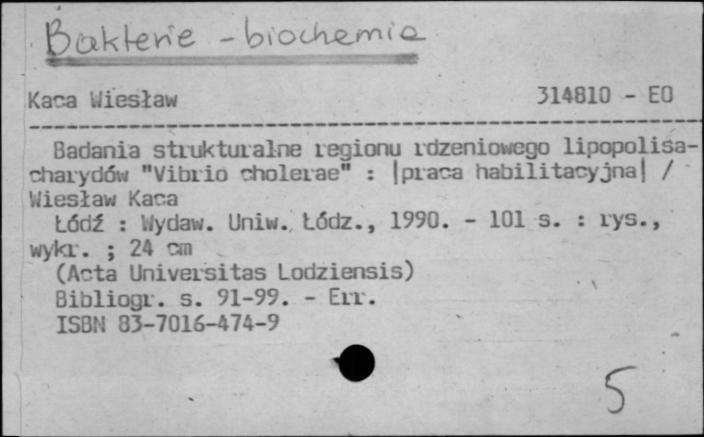 Bakterie - biochemia
Kaca Wiesław 314810 - EO
Badania strukturalne regionu rdzeniowego lipopolisa-
charydów "Vibrio cholerae" : |praca habilitacyjna| /
Wiesław Kaca
Łódź : Wydaw. Uniw. Łódz., 1990. - 101 s. : rys.,
wykr. ; 24 cm
(Acta Universitas Lodziensis)
Bibliogr. s. 91-99. - Err.
ISBN 83-7016-474-9
5